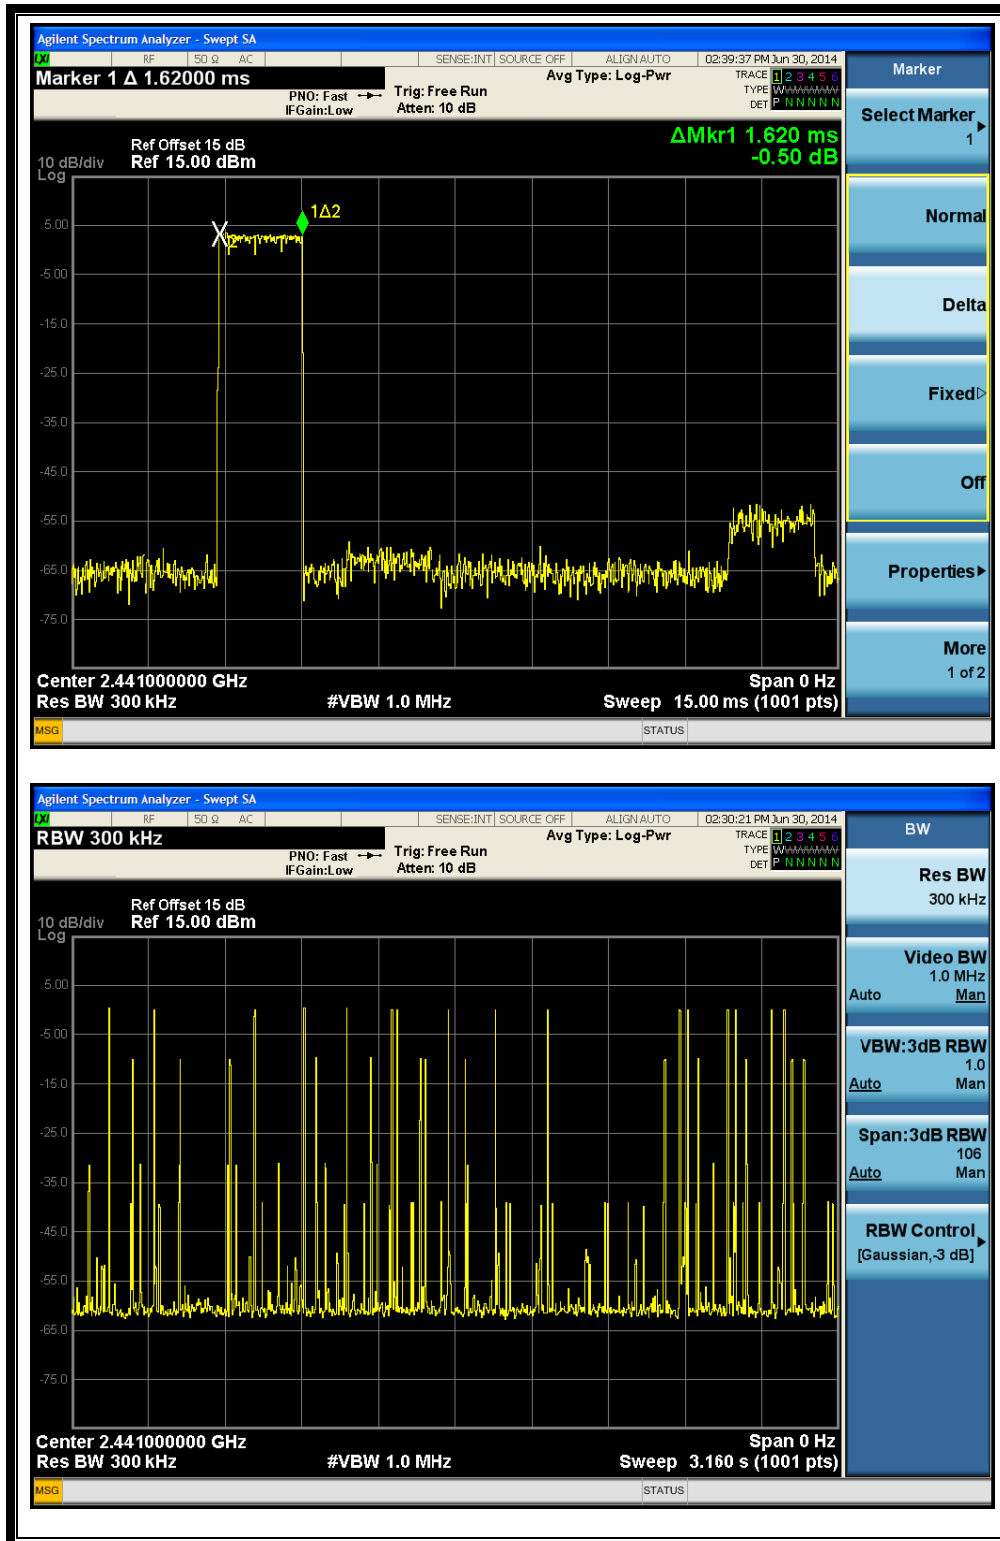 Agilent Spectrum Analyzer - Swept SA
LXI RF 50 Ω AC SENSE:INT SOURCE OFF ALIGN AUTO 02:39:37 PM Jun 30, 2014
Marker 1 Δ 1.62000 ms
PNO: Fast
IFGain:Low
Trig: Free Run
Atten: 10 dB
Avg Type: Log-Pwr
TRACE 1 2 3 4 5 6
TYPE
DET P N N N N N
Ref Offset 15 dB
10 dB/div Ref 15.00 dBm
Log
ΔMkr1 1.620 ms
-0.50 dB
1Δ2
X2
5.00
-5.00
-15.0
-25.0
-35.0
-45.0
-55.0
-65.0
-75.0
Center 2.441000000 GHz Span 0 Hz
Res BW 300 kHz #VBW 1.0 MHz Sweep 15.00 ms (1001 pts)
MSG STATUS
Marker
Select Marker
1
Normal
Delta
Fixed
Off
Properties
More
1 of 2
Agilent Spectrum Analyzer - Swept SA
LXI RF 50 Ω AC SENSE:INT SOURCE OFF ALIGN AUTO 02:30:21 PM Jun 30, 2014
RBW 300 kHz
PNO: Fast
IFGain:Low
Trig: Free Run
Atten: 10 dB
Avg Type: Log-Pwr
TRACE 1 2 3 4 5 6
TYPE
DET P N N N N N
Ref Offset 15 dB
10 dB/div Ref 15.00 dBm
Log
5.00
-5.00
-15.0
-25.0
-35.0
-45.0
-55.0
-65.0
-75.0
Center 2.441000000 GHz Span 0 Hz
Res BW 300 kHz #VBW 1.0 MHz Sweep 3.160 s (1001 pts)
MSG STATUS
BW
Res BW
300 kHz
Video BW
1.0 MHz
Auto Man
VBW:3dB RBW
1.0
Auto Man
Span:3dB RBW
106
Auto Man
RBW Control
[Gaussian,-3 dB]